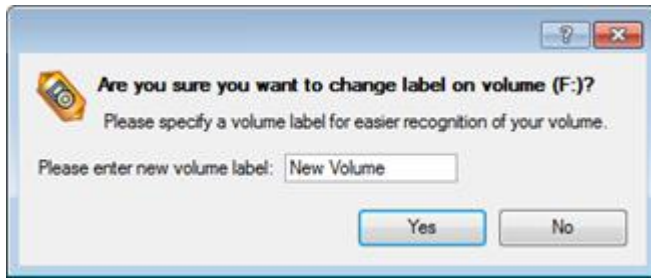 Are you sure you want to change label on volume (F:)?
Please specify a volume label for easier recognition of your volume.
Please enter new volume label: New Volume
Yes No